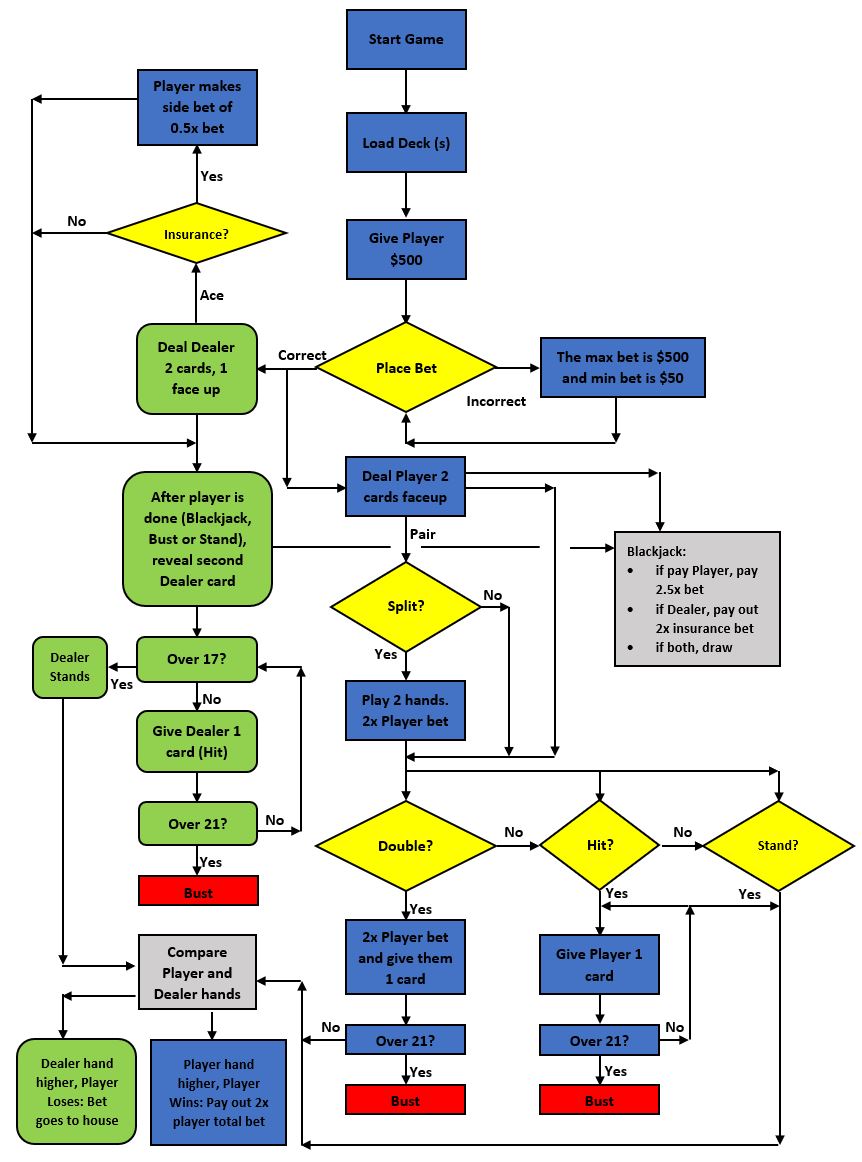 Start Game
Player makes
side bet of
0.5x bet
Load Deck (s)
Yes
No
Insurance?
Give Player
$500
Ace
Deal Dealer
2 cards, 1
face up
Correct
Place Bet
The max bet is $500
and min bet is $50
Incorrect
Deal Player 2
cards faceup
After player is
done (Blackjack,
Bust or Stand),
reveal second
Dealer card
Pair
Blackjack:
• if pay Player, pay
2.5x bet
• if Dealer, pay out
2x insurance bet
• if both, draw
Split?
No
Yes
Dealer
Stands
Yes
Over 17?
No
Play 2 hands.
2x Player bet
Give Dealer 1
card (Hit)
Over 21?
No
Yes
Bust
Double?
No
Hit?
No
Stand?
Yes
Yes
Yes
2x Player bet
and give them
1 card
Give Player 1
card
Compare
Player and
Dealer hands
No
Over 21?
Yes
Bust
Over 21?
No
Yes
Bust
Dealer hand
higher, Player
Loses: Bet
goes to house
Player hand
higher, Player
Wins: Pay out 2x
player total bet